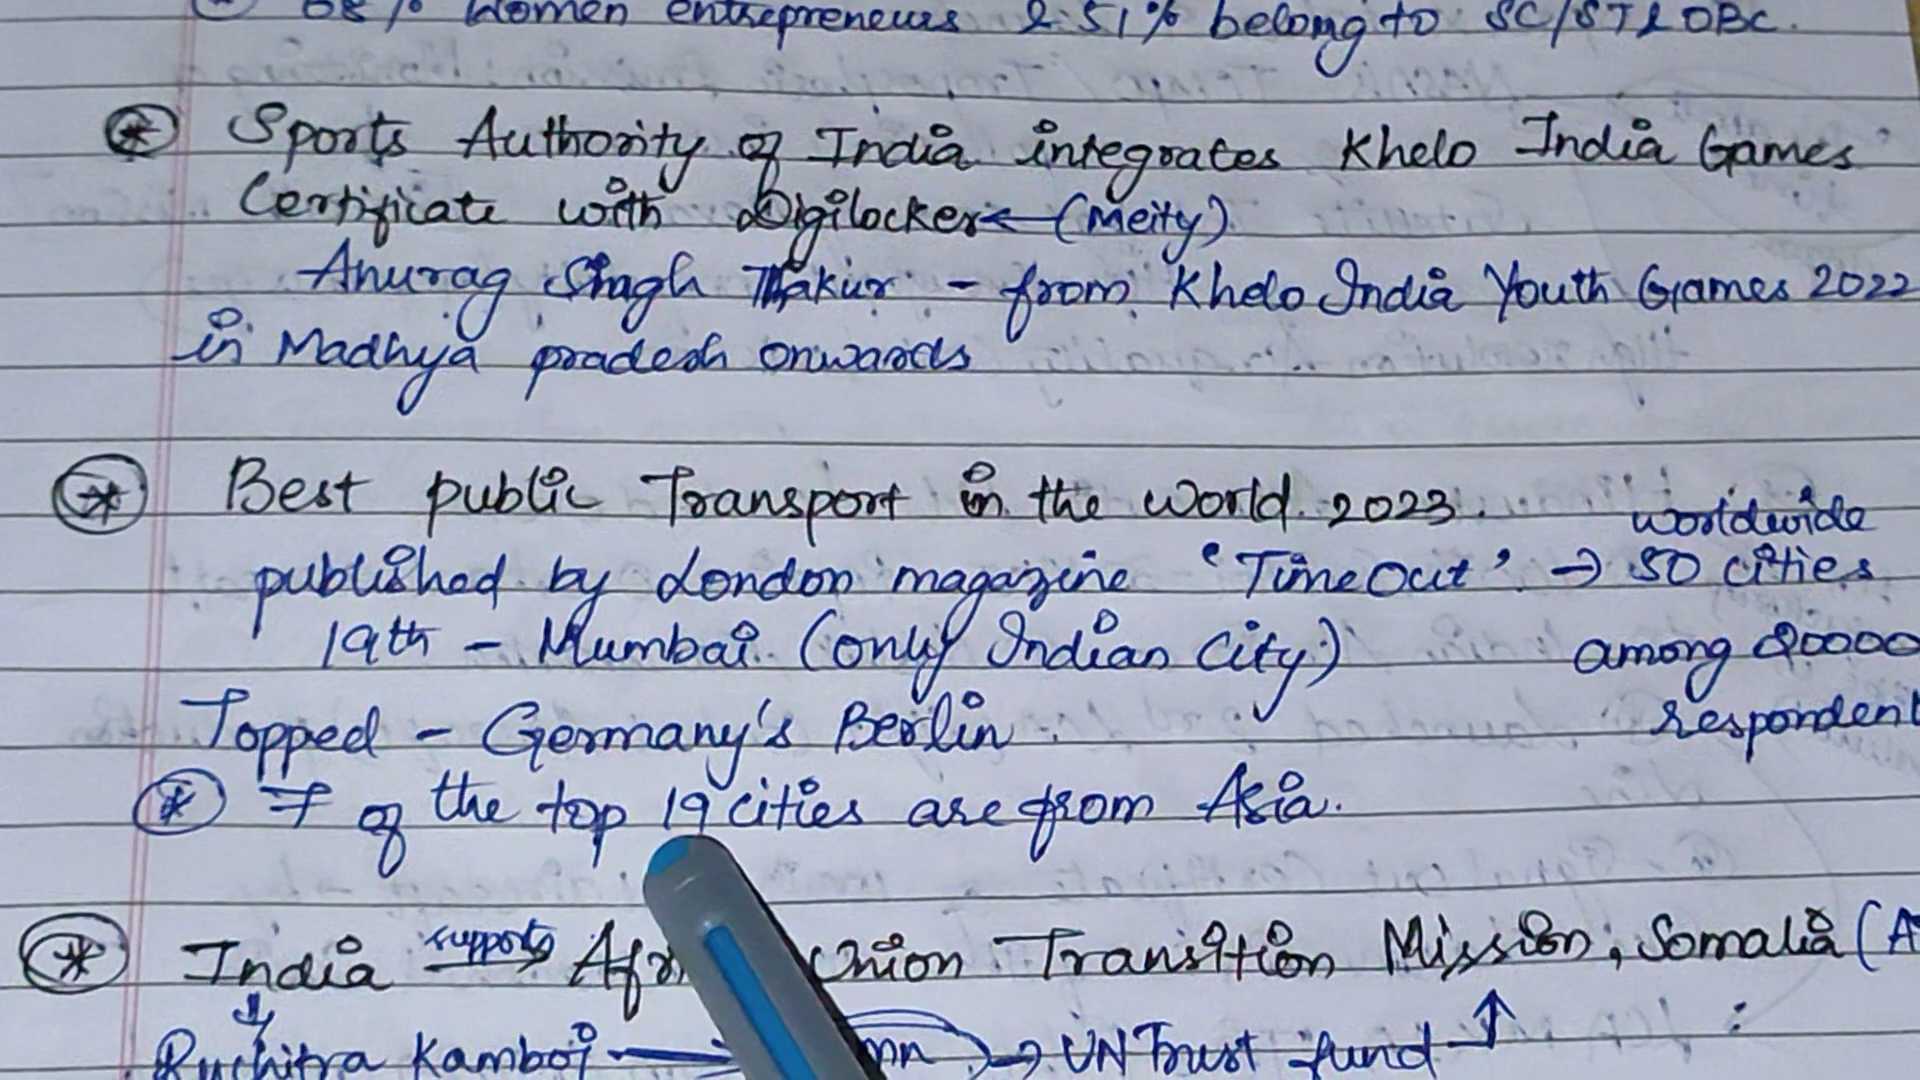 68% Women entrepreneurs & 51% belong to SC/ST & OBC.
Sports Authority of India integrates Khelo India Games
Certificate with Digilocker ← (Meity)
Anurag Singh Thakur - from Khelo India Youth Games 2022
in Madhya pradesh onwards
Best public Transport in the world 2023.
published by London magazine 'TimeOut' → 50 cities worldwide
19th - Mumbai. (only Indian City) among 20000
Topped - Germany's Berlin. respondent
7 of the top 19 cities are from Asia.
India supports Union Transition Mission, Somalia (A
Ruchitra Kamboj → UN Trust fund